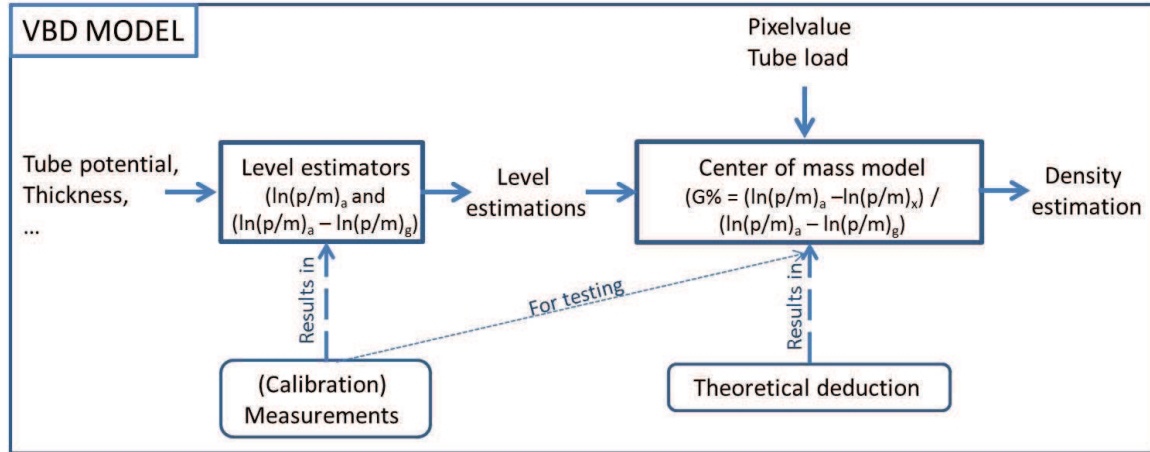 VBD MODEL
Pixelvalue
Tube load
Tube potential,
Thickness,
...
Level estimators
(ln(p/m)a and
(ln(p/m)a – ln(p/m)g)
Level
estimations
Center of mass model
(G% = (ln(p/m)a –ln(p/m)x) /
(ln(p/m)a – ln(p/m)g)
Density
estimation
Results in
For testing
Results in
(Calibration)
Measurements
Theoretical deduction